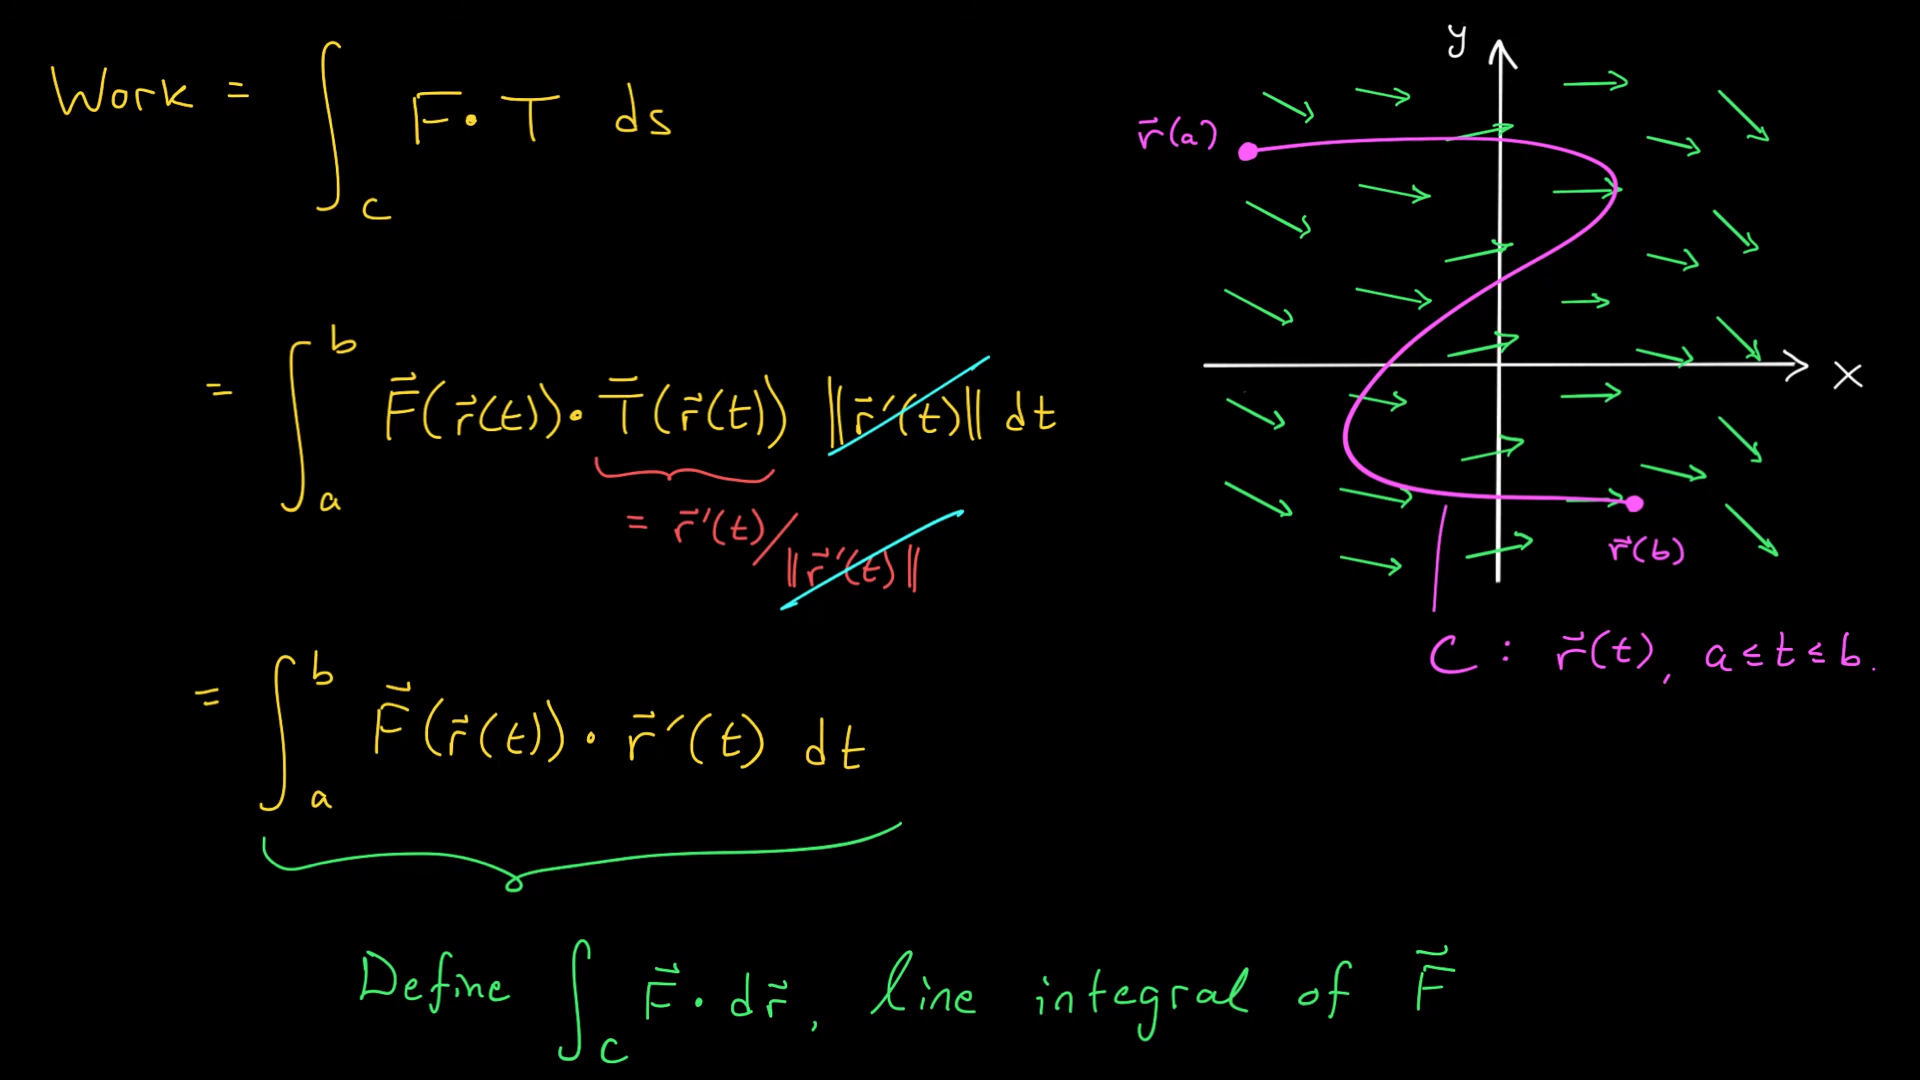 Work = ∫_C F · T ds
= ∫_a^b F⃗(r⃗(t)) · T̄(r⃗(t)) ‖r⃗′(t)‖ dt
= r⃗′(t)/‖r⃗′(t)‖
= ∫_a^b F⃗(r⃗(t)) · r⃗′(t) dt
Define ∫_C F⃗ · dr⃗, line integral of F⃗
y
r⃗(a)
x
r⃗(b)
C : r⃗(t), a ≤ t ≤ b.